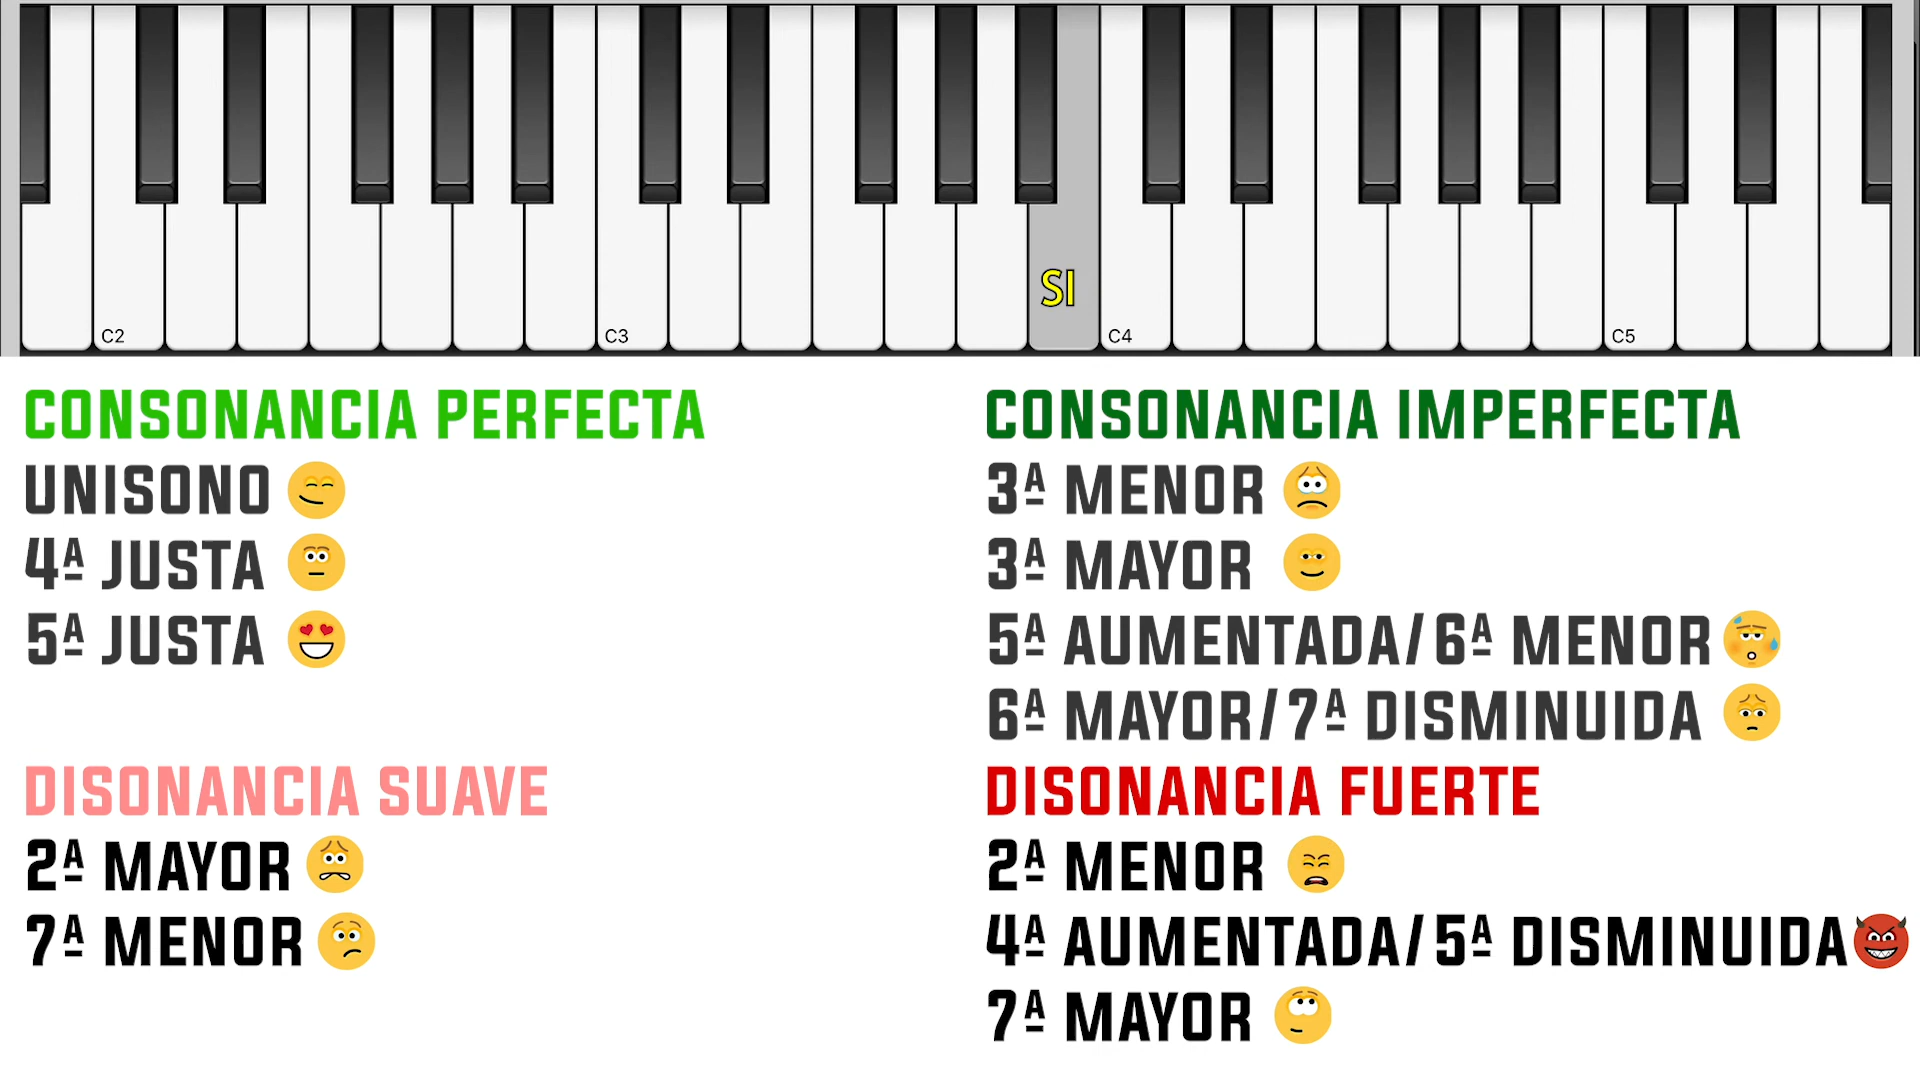 SI
C2 C3 C4 C5
CONSONANCIA PERFECTA
UNISONO
4ª JUSTA
5ª JUSTA
CONSONANCIA IMPERFECTA
3ª MENOR
3ª MAYOR
5ª AUMENTADA/6ª MENOR
6ª MAYOR/7ª DISMINUIDA
DISONANCIA SUAVE
2ª MAYOR
7ª MENOR
DISONANCIA FUERTE
2ª MENOR
4ª AUMENTADA/5ª DISMINUIDA
7ª MAYOR